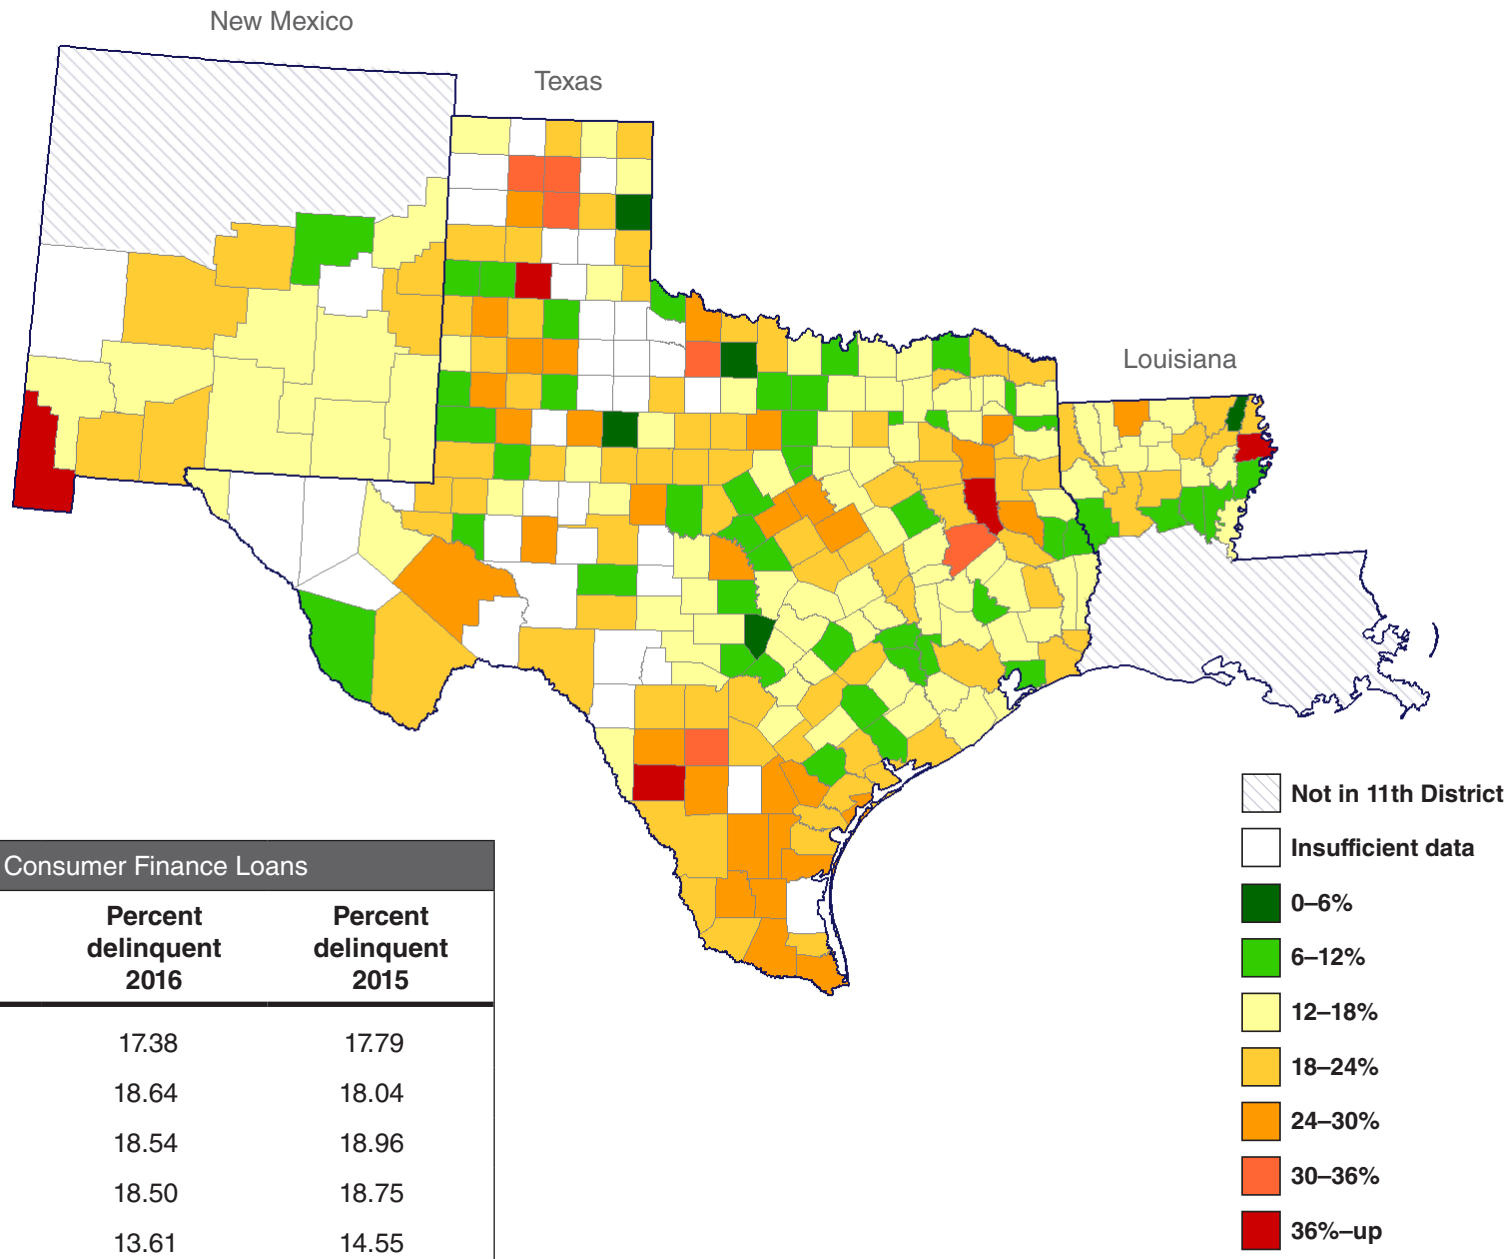 New Mexico
Texas
Louisiana
Not in 11th District
Insufficient data
0–6%
6–12%
12–18%
18–24%
24–30%
30–36%
36%–up
Consumer Finance Loans
Percent delinquent 2016
Percent delinquent 2015
17.38 17.79
18.64 18.04
18.54 18.96
18.50 18.75
13.61 14.55